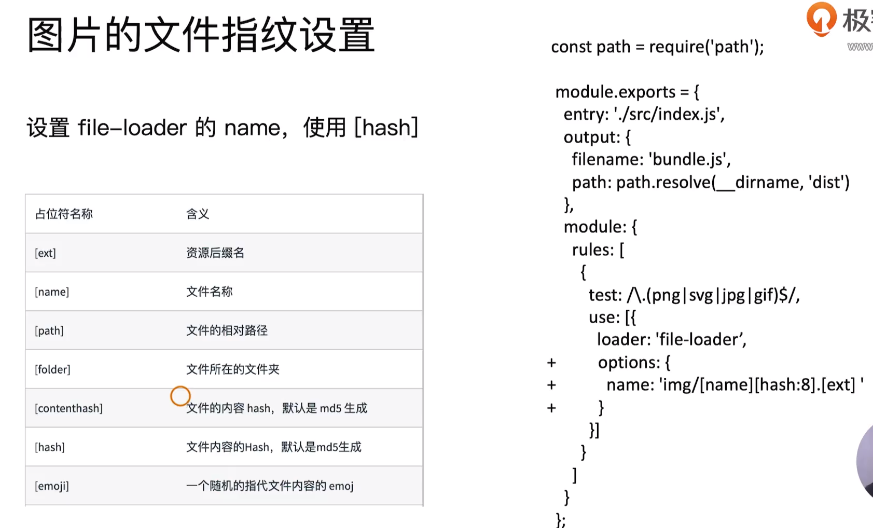 图片的文件指纹设置
设置 file-loader 的 name，使用 [hash]
占位符名称 含义
[ext] 资源后缀名
[name] 文件名称
[path] 文件的相对路径
[folder] 文件所在的文件夹
[contenthash] 文件的内容 hash，默认是 md5 生成
[hash] 文件内容的Hash，默认是md5生成
[emoji] 一个随机的指代文件内容的 emoj
极
www
const path = require('path');
module.exports = {
entry: './src/index.js',
output: {
filename: 'bundle.js',
path: path.resolve(__dirname, 'dist')
},
module: {
rules: [
{
test: /\.(png|svg|jpg|gif)$/,
use: [{
loader: 'file-loader’,
+ options: {
+ name: 'img/[name][hash:8].[ext] '
+ }
}]
}
]
}
};